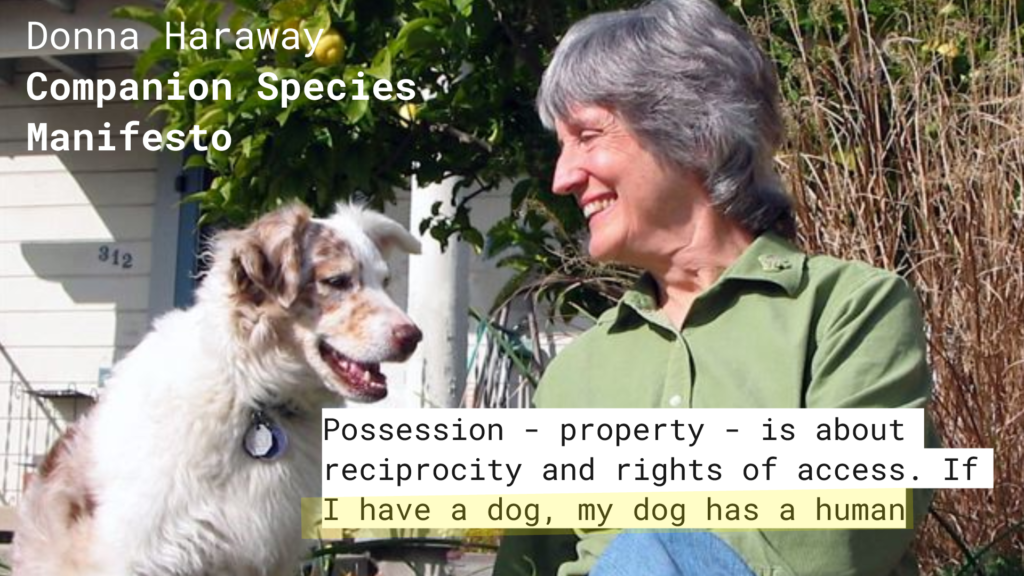 Donna Haraway
Companion Species
Manifesto
312
Possession - property - is about
reciprocity and rights of access. If
I have a dog, my dog has a human